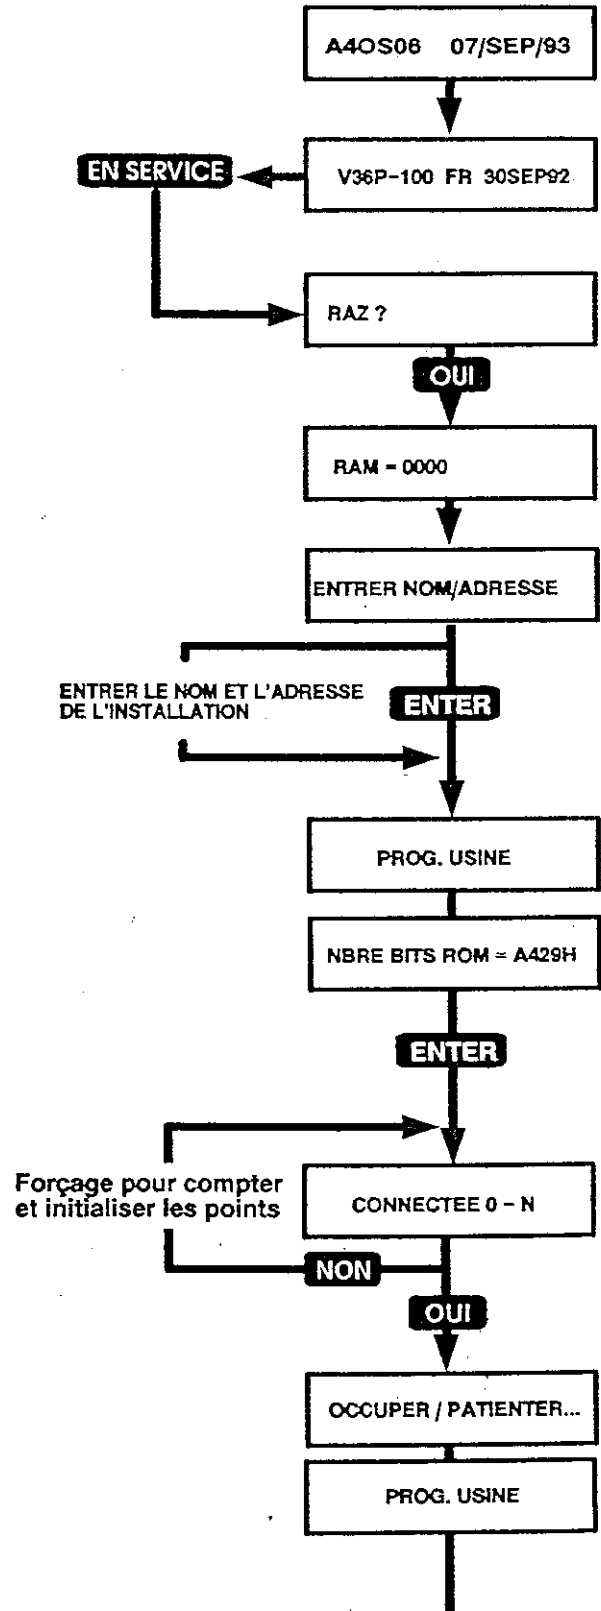 A4OS06 07/SEP/93
V36P-100 FR 30SEP92
EN SERVICE
RAZ ?
OUI
RAM = 0000
ENTRER NOM/ADRESSE
ENTRER LE NOM ET L'ADRESSE
DE L'INSTALLATION
ENTER
PROG. USINE
NBRE BITS ROM = A429H
ENTER
Forçage pour compter
et initialiser les points
CONNECTEE 0 - N
NON
OUI
OCCUPER / PATIENTER...
PROG. USINE